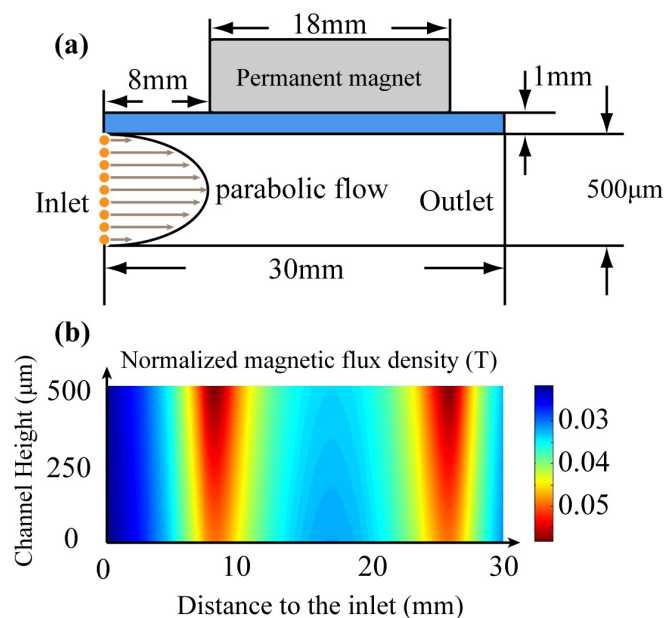 (a)
18mm
8mm
Permanent magnet
1mm
Inlet
parabolic flow
Outlet
500μm
30mm
(b)
Normalized magnetic flux density (T)
Channel Height (μm)
500
250
0
0.03
0.04
0.05
0
10
20
30
Distance to the inlet (mm)